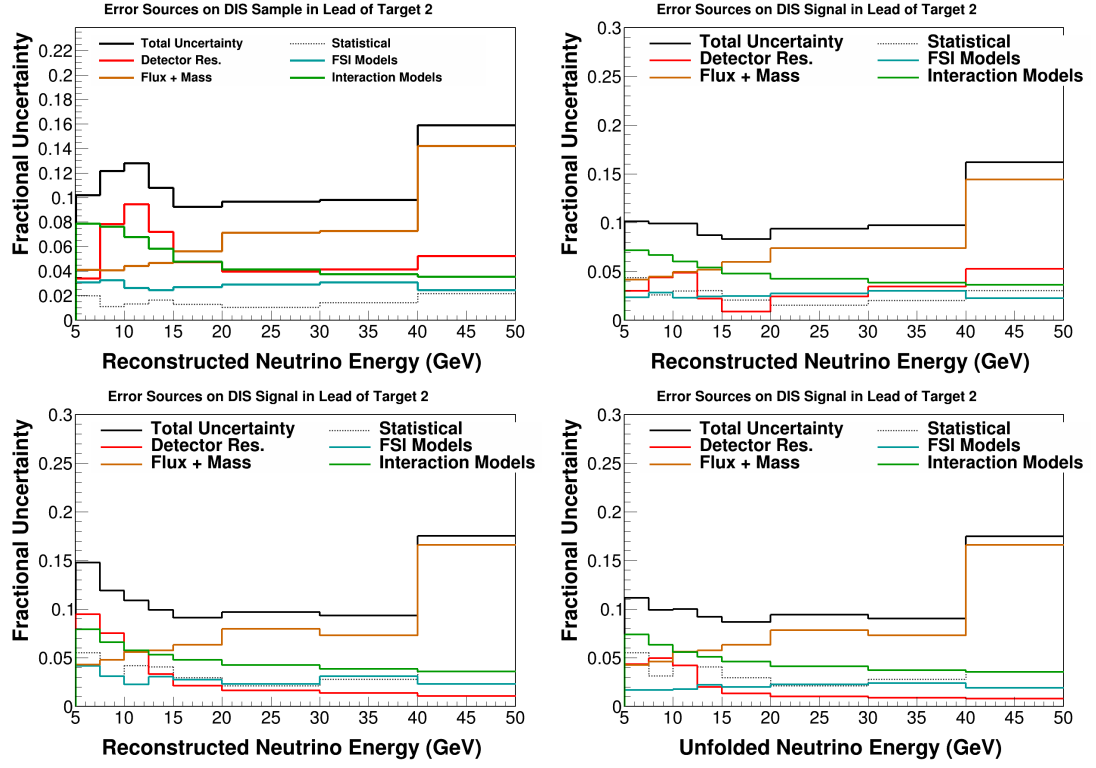 Error Sources on DIS Sample in Lead of Target 2
Total Uncertainty
Statistical
Detector Res.
FSI Models
Flux + Mass
Interaction Models
Fractional Uncertainty
0.22
0.2
0.18
0.16
0.14
0.12
0.1
0.08
0.06
0.04
0.02
0
5 10 15 20 25 30 35 40 45 50
Reconstructed Neutrino Energy (GeV)
Error Sources on DIS Signal in Lead of Target 2
Total Uncertainty
Statistical
Detector Res.
FSI Models
Flux + Mass
Interaction Models
Fractional Uncertainty
0.3
0.25
0.2
0.15
0.1
0.05
0
5 10 15 20 25 30 35 40 45 50
Reconstructed Neutrino Energy (GeV)
Error Sources on DIS Signal in Lead of Target 2
Total Uncertainty
Statistical
Detector Res.
FSI Models
Flux + Mass
Interaction Models
Fractional Uncertainty
0.3
0.25
0.2
0.15
0.1
0.05
0
5 10 15 20 25 30 35 40 45 50
Reconstructed Neutrino Energy (GeV)
Error Sources on DIS Signal in Lead of Target 2
Total Uncertainty
Statistical
Detector Res.
FSI Models
Flux + Mass
Interaction Models
Fractional Uncertainty
0.3
0.25
0.2
0.15
0.1
0.05
0
5 10 15 20 25 30 35 40 45 50
Unfolded Neutrino Energy (GeV)